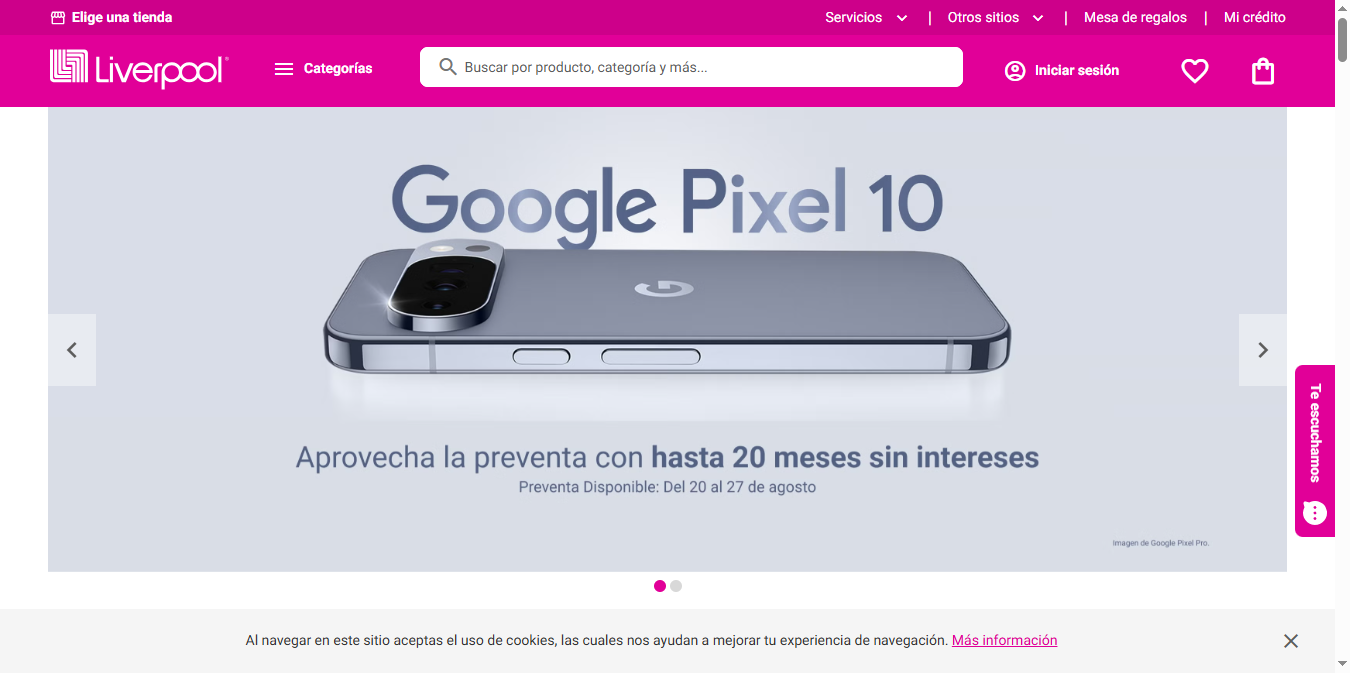 Elige una tienda
Servicios | Otros sitios | Mesa de regalos | Mi crédito
Liverpool®
Categorías
Buscar por producto, categoría y más...
Iniciar sesión
Google Pixel 10
Aprovecha la preventa con hasta 20 meses sin intereses
Preventa Disponible: Del 20 al 27 de agosto
Imagen de Google Pixel Pro.
Te escuchamos
Al navegar en este sitio aceptas el uso de cookies, las cuales nos ayudan a mejorar tu experiencia de navegación. Más información